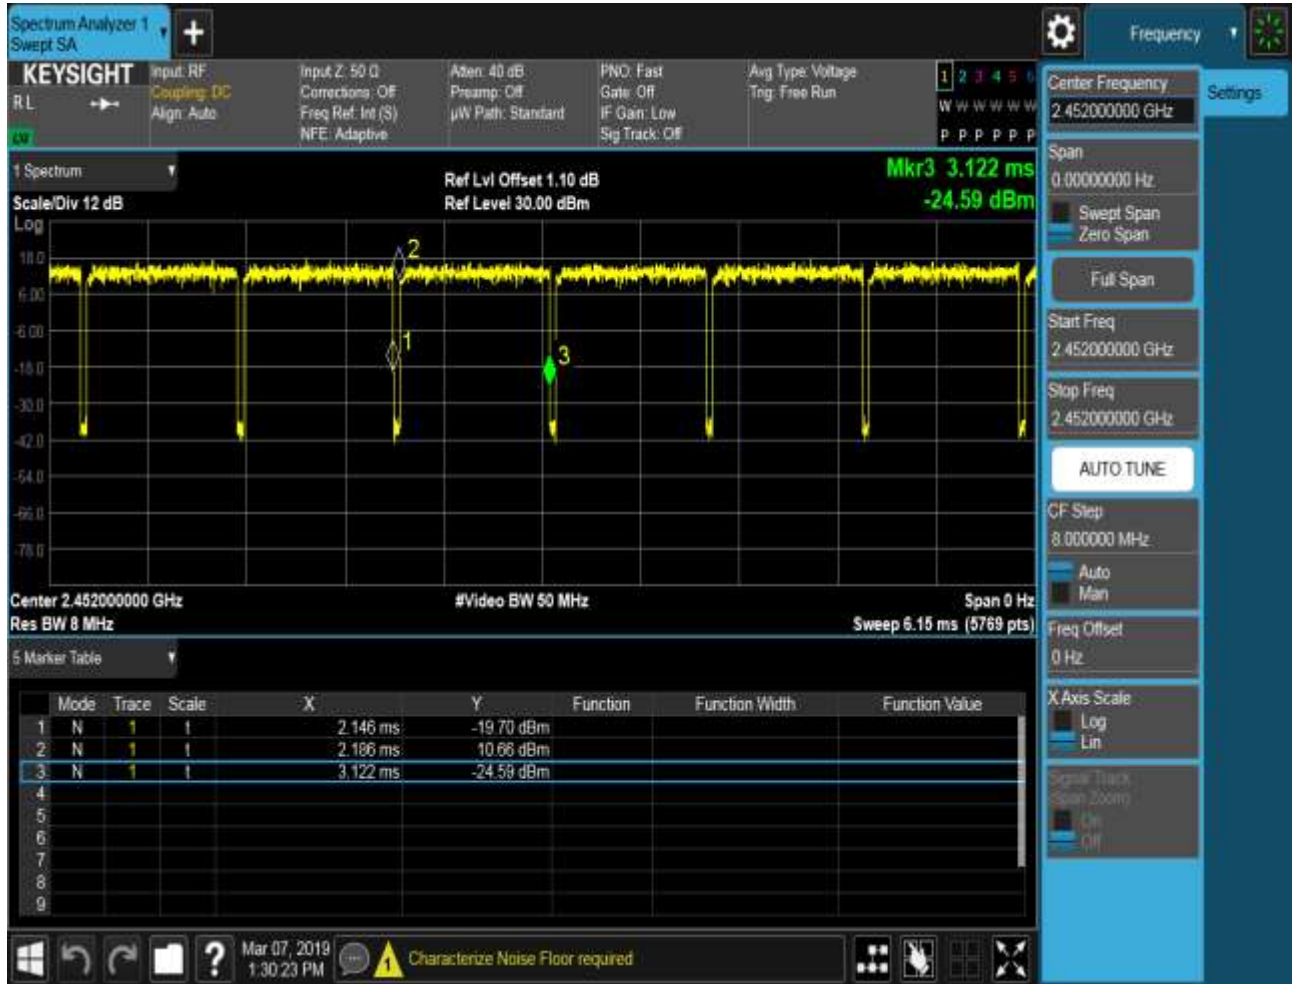 Spectrum Analyzer 1
Swept SA
Frequency
KEYSIGHT
R L
Input: RF
Coupling: DC
Align: Auto
Input Z: 50 Ω
Corrections: Off
Freq Ref: Int (S)
NFE: Adaptive
Atten: 40 dB
Preamp: Off
µW Path: Standard
PNO: Fast
Gate: Off
IF Gain: Low
Sig Track: Off
Avg Type: Voltage
Trig: Free Run
1 2 3 4 5 6
W W W W W W
P P P P P P
1 Spectrum
Scale/Div 12 dB
Ref Lvl Offset 1.10 dB
Ref Level 30.00 dBm
Mkr3 3.122 ms
-24.59 dBm
Log
18.0
6.00
-6.00
-18.0
-30.0
-42.0
-54.0
-66.0
-78.0
2
1
3
Center 2.452000000 GHz
#Video BW 50 MHz
Span 0 Hz
Res BW 8 MHz
Sweep 6.15 ms (5769 pts)
5 Marker Table
Mode Trace Scale X Y Function Function Width Function Value
1 N 1 t 2.146 ms -19.70 dBm
2 N 1 t 2.186 ms 10.66 dBm
3 N 1 t 3.122 ms -24.59 dBm
4
5
6
7
8
9
Mar 07, 2019
1:30:23 PM
?
1
Characterize Noise Floor required
Center Frequency
2.452000000 GHz
Settings
Span
0.00000000 Hz
Swept Span
Zero Span
Full Span
Start Freq
2.452000000 GHz
Stop Freq
2.452000000 GHz
AUTO TUNE
CF Step
8.000000 MHz
Auto
Man
Freq Offset
0 Hz
X Axis Scale
Log
Lin
Signal Track
(Span Zoom)
On
Off